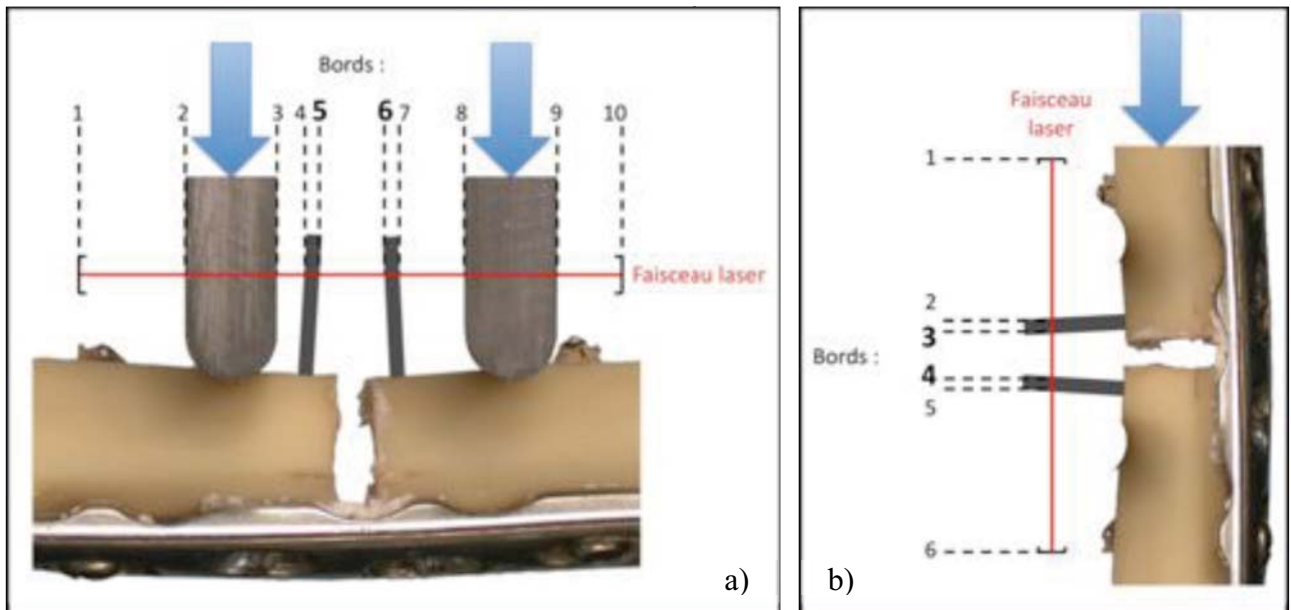 Bords :
1 2 3 4 5 6 7 8 9 10
Faisceau laser
a)
Faisceau
laser
1
2
3
Bords :
4
5
6
b)